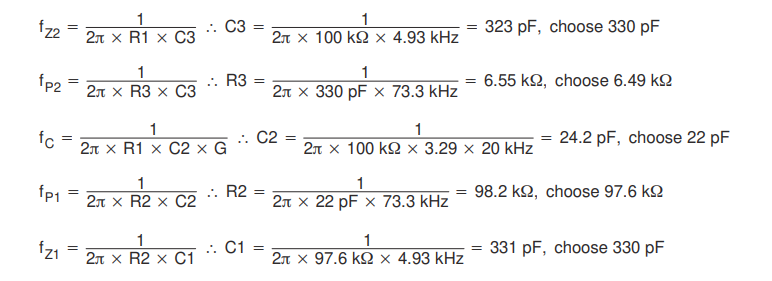 f_Z2 = 1 / (2π × R1 × C3) ∴ C3 = 1 / (2π × 100 kΩ × 4.93 kHz) = 323 pF, choose 330 pF
f_P2 = 1 / (2π × R3 × C3) ∴ R3 = 1 / (2π × 330 pF × 73.3 kHz) = 6.55 kΩ, choose 6.49 kΩ
f_C = 1 / (2π × R1 × C2 × G) ∴ C2 = 1 / (2π × 100 kΩ × 3.29 × 20 kHz) = 24.2 pF, choose 22 pF
f_P1 = 1 / (2π × R2 × C2) ∴ R2 = 1 / (2π × 22 pF × 73.3 kHz) = 98.2 kΩ, choose 97.6 kΩ
f_Z1 = 1 / (2π × R2 × C1) ∴ C1 = 1 / (2π × 97.6 kΩ × 4.93 kHz) = 331 pF, choose 330 pF